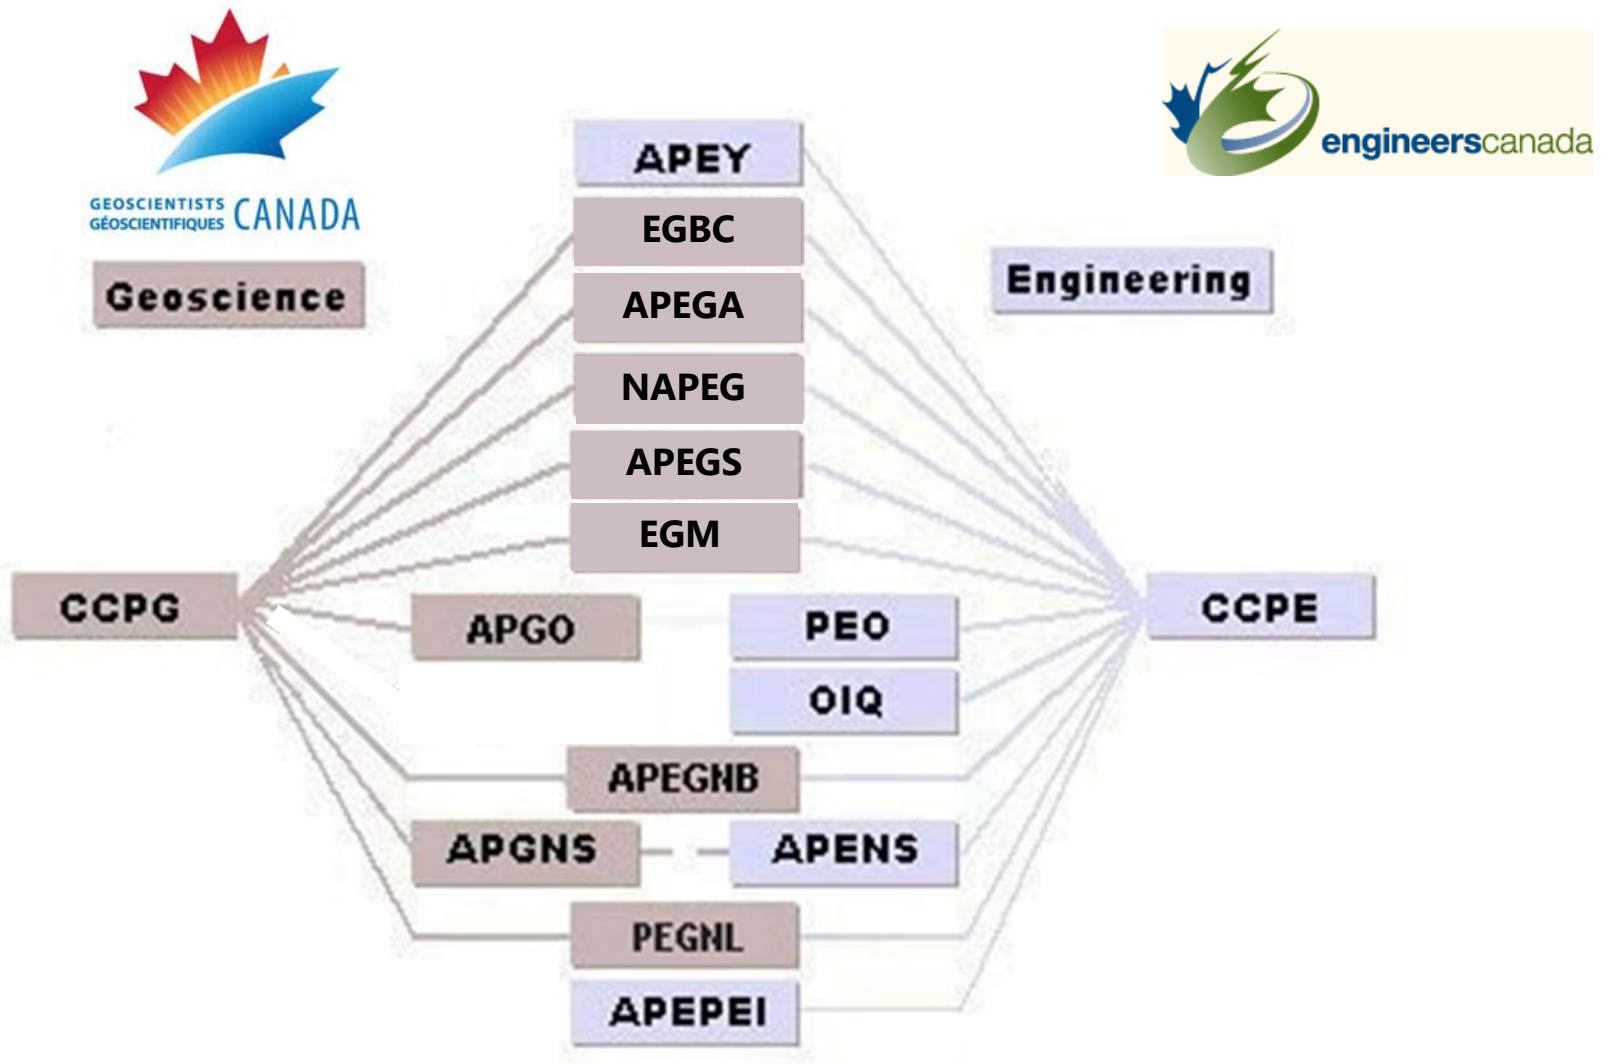 GEOSCIENTISTS
GÉOSCIENTIFIQUES CANADA
engineerscanada
Geoscience
Engineering
APEY
EGBC
APEGA
NAPEG
APEGS
EGM
CCPG
CCPE
APGO
PEO
OIQ
APEGNB
APGNS
APENS
PEGNL
APEPEI